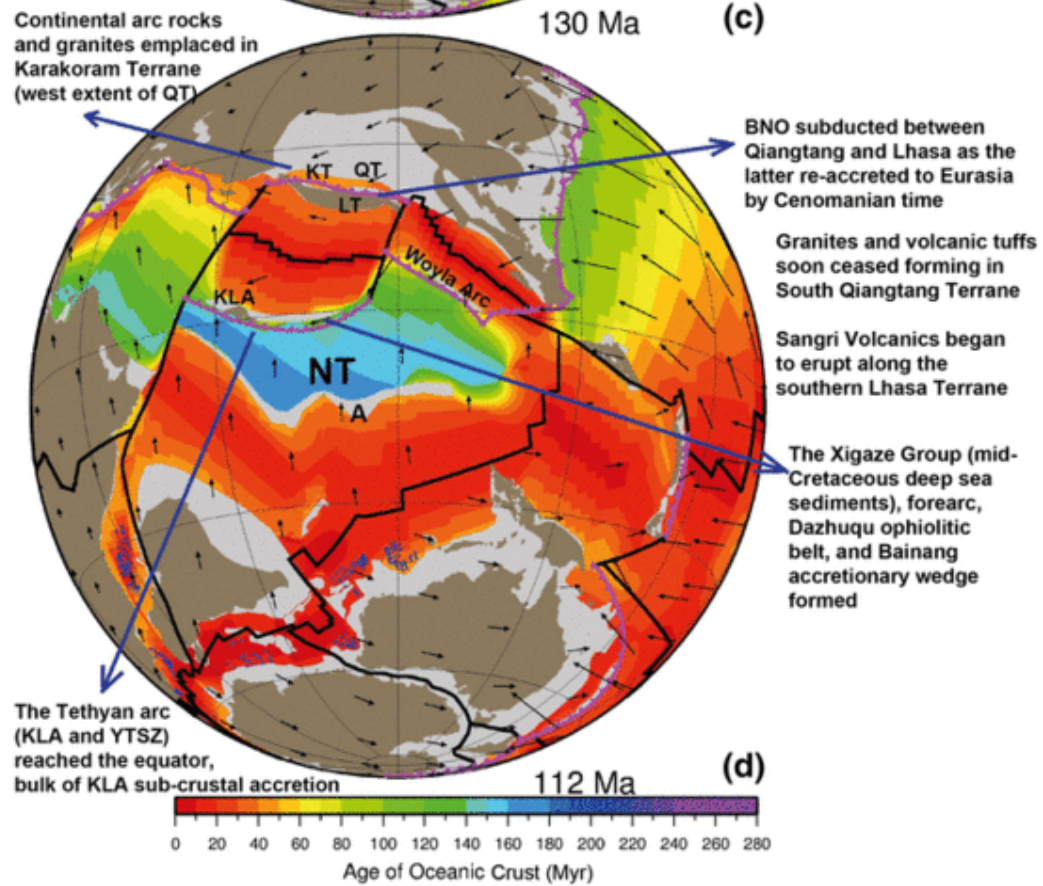 130 Ma
(c)
Continental arc rocks
and granites emplaced in
Karakoram Terrane
(west extent of QT)
BNO subducted between
Qiangtang and Lhasa as the
latter re-accreted to Eurasia
by Cenomanian time
Granites and volcanic tuffs
soon ceased forming in
South Qiangtang Terrane
Sangri Volcanics began
to erupt along the
southern Lhasa Terrane
The Xigaze Group (mid-
Cretaceous deep sea
sediments), forearc,
Dazhuqu ophiolitic
belt, and Bainang
accretionary wedge
formed
KT
QT
LT
Woyla Arc
KLA
NT
A
The Tethyan arc
(KLA and YTSZ)
reached the equator,
bulk of KLA sub-crustal accretion
112 Ma
(d)
0 20 40 60 80 100 120 140 160 180 200 220 240 260 280
Age of Oceanic Crust (Myr)